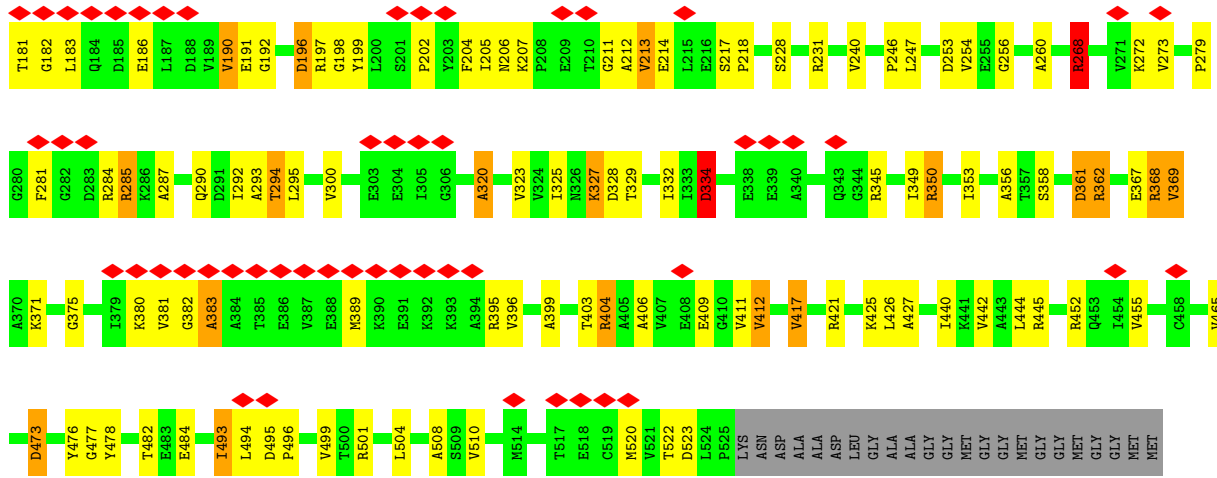 T181 G182 L183 Q184 D185 E186 L187 D188 V189 V190 E191 G192 D196 R197 G198 Y199 L200 S201 P202 Y203 F204 I205 N206 K207 P208 E209 T210 G211 A212 V213 E214 L215 E216 S217 P218 S228 R231 V240 P246 L247 D253 V254 E255 G256 A260 R268 V271 K272 V273 P279
G280 F281 G282 D283 R284 R285 K286 A287 Q290 D291 I292 A293 T294 L295 V300 E303 E304 I305 G306 A320 V323 V324 I325 N326 K327 D328 T329 I332 I333 D334 E338 E339 A340 Q343 G344 R345 I349 R350 I353 A356 T357 S358 D361 R362 E367 R368 V369
A370 K371 G375 I379 K380 V381 G382 A383 A384 T385 E386 V387 E388 M389 K390 E391 K392 K393 A394 R395 V396 A399 T403 R404 A405 A406 V407 E408 E409 G410 V411 V412 V417 R421 K425 L426 A427 I440 K441 V442 A443 L444 R445 R452 Q453 I454 V455 C458 V465
D473 Y476 G477 Y478 T482 E483 E484 I493 L494 D495 P496 V499 T500 R501 L504 A508 S509 V510 M514 T517 E518 C519 M520 V521 T522 D523 L524 P525 LYS ASN ASP ALA ALA ASP LEU GLY ALA ALA GLY GLY MET GLY GLY MET GLY GLY MET MET